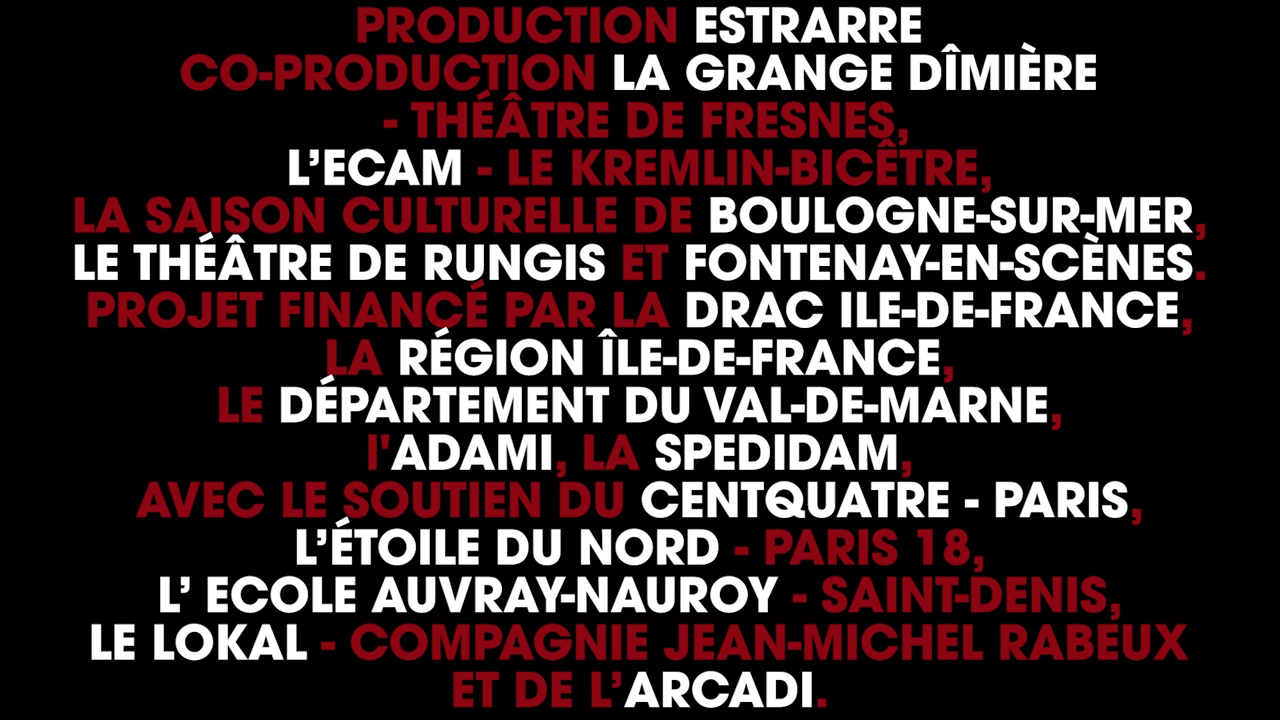 PRODUCTION ESTRARRE
CO-PRODUCTION LA GRANGE DÎMIÈRE
- THÉÂTRE DE FRESNES,
L’ECAM - LE KREMLIN-BICÊTRE,
LA SAISON CULTURELLE DE BOULOGNE-SUR-MER,
LE THÉÂTRE DE RUNGIS ET FONTENAY-EN-SCÈNES.
PROJET FINANCÉ PAR LA DRAC ILE-DE-FRANCE,
LA RÉGION ÎLE-DE-FRANCE,
LE DÉPARTEMENT DU VAL-DE-MARNE,
l'ADAMI, LA SPEDIDAM,
AVEC LE SOUTIEN DU CENTQUATRE - PARIS,
L’ÉTOILE DU NORD - PARIS 18,
L’ ECOLE AUVRAY-NAUROY - SAINT-DENIS,
LE LOKAL - COMPAGNIE JEAN-MICHEL RABEUX
ET DE L’ARCADI.